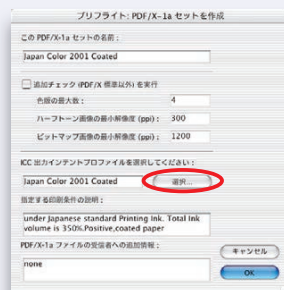 プリフライト: PDF/X-1a セットを作成
この PDF/X-1a セットの名前:
Japan Color 2001 Coated
追加チェック (PDF/X 標準以外) を実行
色版の最大数: 4
ハーフトーン画像の最小解像度 (ppi): 300
ビットマップ画像の最小解像度 (ppi): 1200
ICC 出力インテントプロファイルを選択してください:
Japan Color 2001 Coated 選択...
指定する印刷条件の説明:
under Japanese standard Printing Ink. Total Ink
volume is 350%.Positive,coated paper
PDF/X-1a ファイルの受信者への追加情報:
none
キャンセル
OK